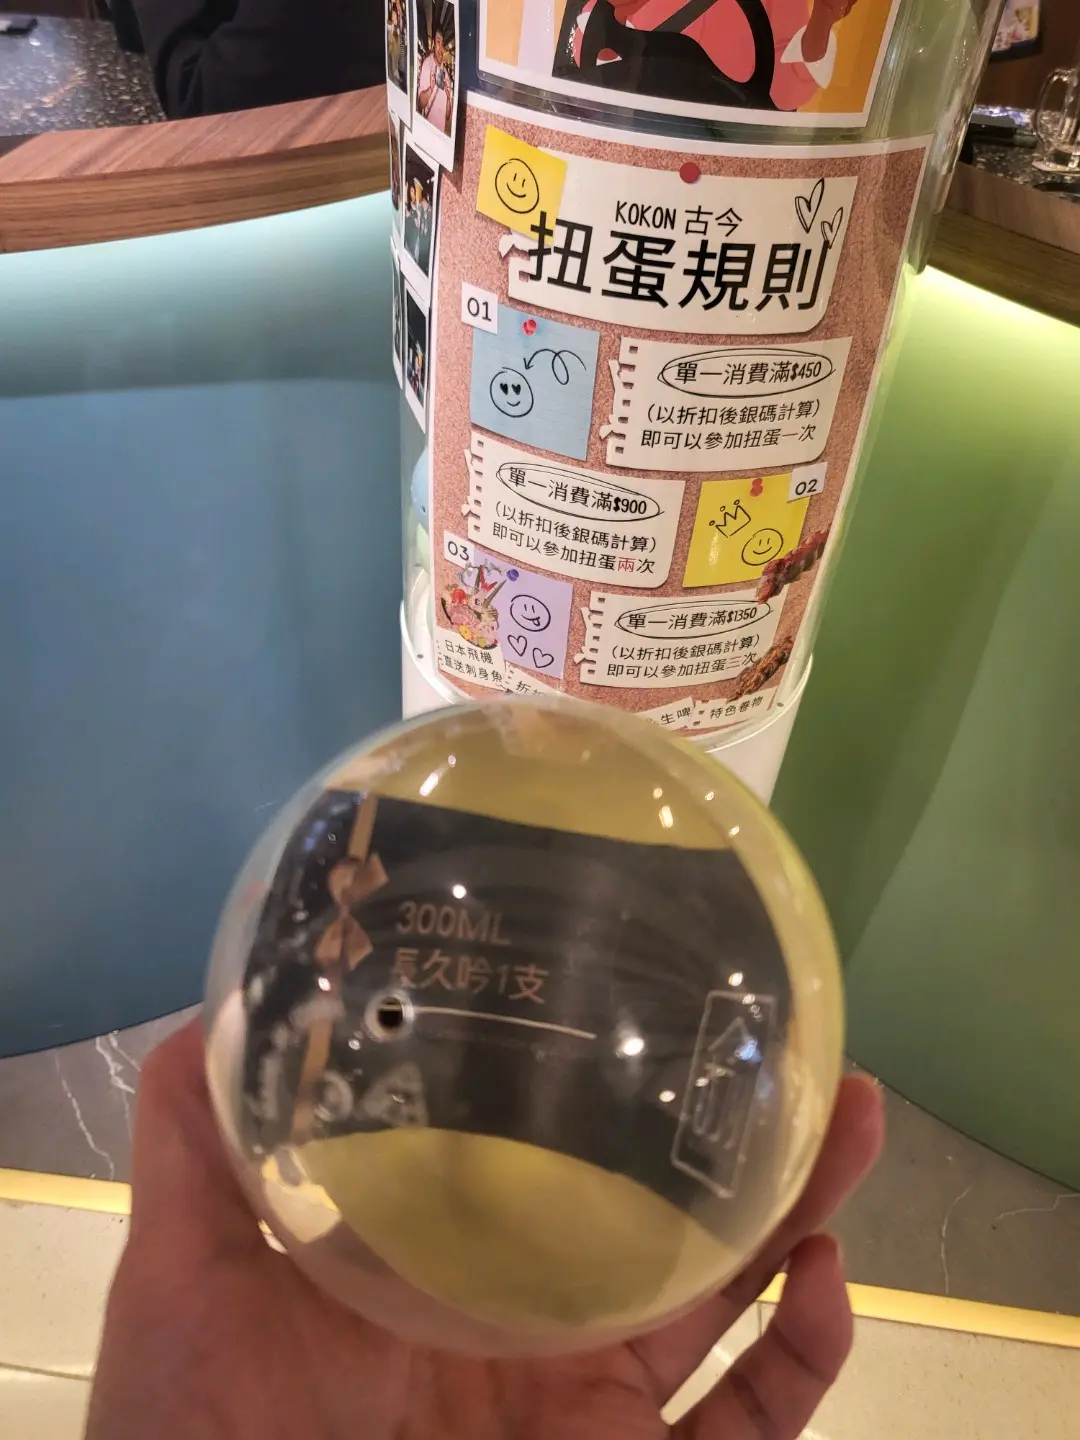 KOKON 古今
扭蛋規則
01
單一消費滿$450
(以折扣後銀碼計算)
即可以參加扭蛋一次
02
單一消費滿$900
(以折扣後銀碼計算)
即可以參加扭蛋兩次
03
單一消費滿$1350
(以折扣後銀碼計算)
即可以參加扭蛋三次
日本飛機
直送刺身魚
生啤
特色卷物
300ML
長久吟1支